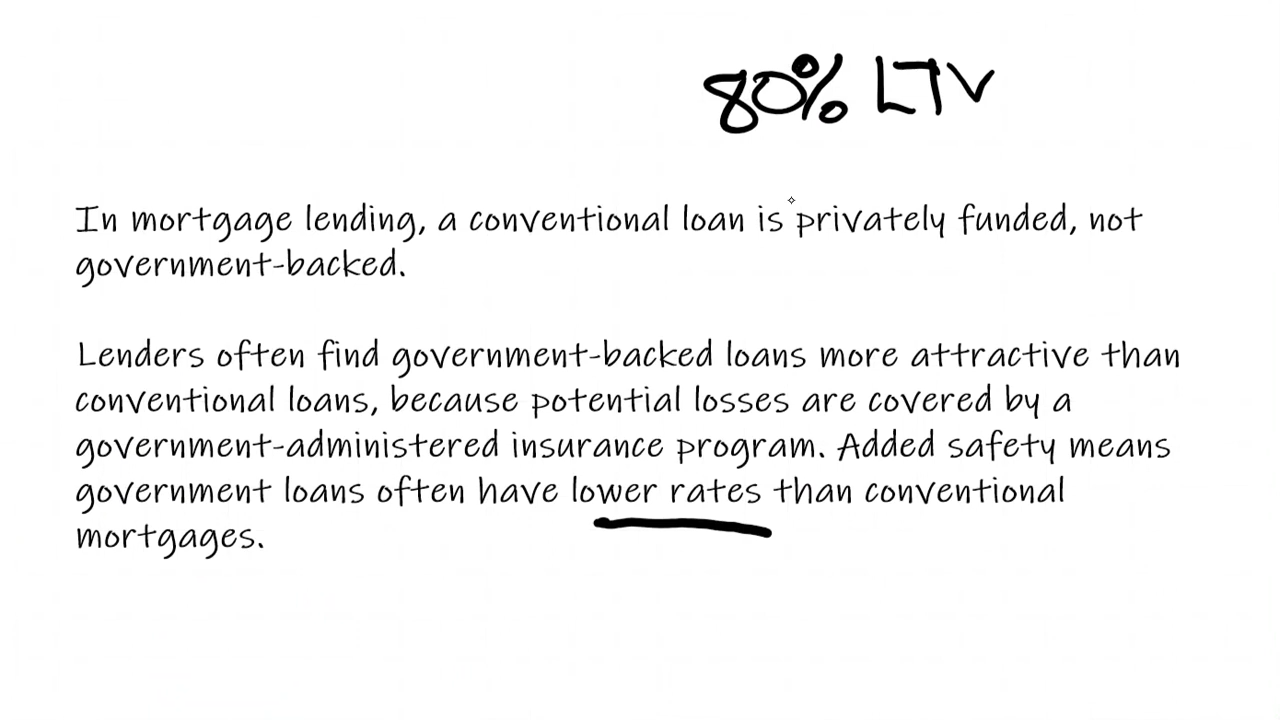 80% LTV
In mortgage lending, a conventional loan is privately funded, not
government-backed.
Lenders often find government-backed loans more attractive than
conventional loans, because potential losses are covered by a
government-administered insurance program. Added safety means
government loans often have lower rates than conventional
mortgages.